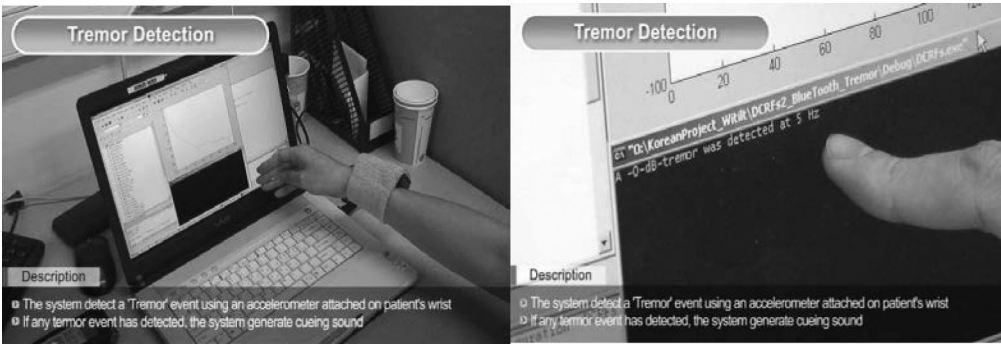 Tremor Detection
Description
The system detect a 'Tremor' event using an accelerometer attached on patient's wrist
If any termor event has detected, the system generate cueing sound
Tremor Detection
-100
0
20
40
60
80
100
"D:\KoreanProject_Witilt\DCRFs2_BlueTooth_Tremor\Debug\DCRFs.exe"
A -0-dB-tremor was detected at 5 Hz
Description
The system detect a 'Tremor' event using an accelerometer attached on patient's wrist
If any termor event has detected, the system generate cueing sound